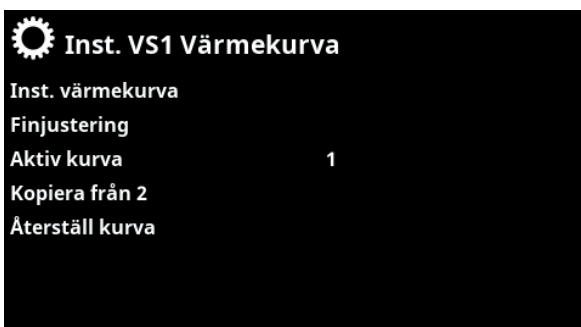 Inst. VS1 Värmekurva
Inst. värmekurva
Finjustering
Aktiv kurva 1
Kopiera från 2
Återställ kurva